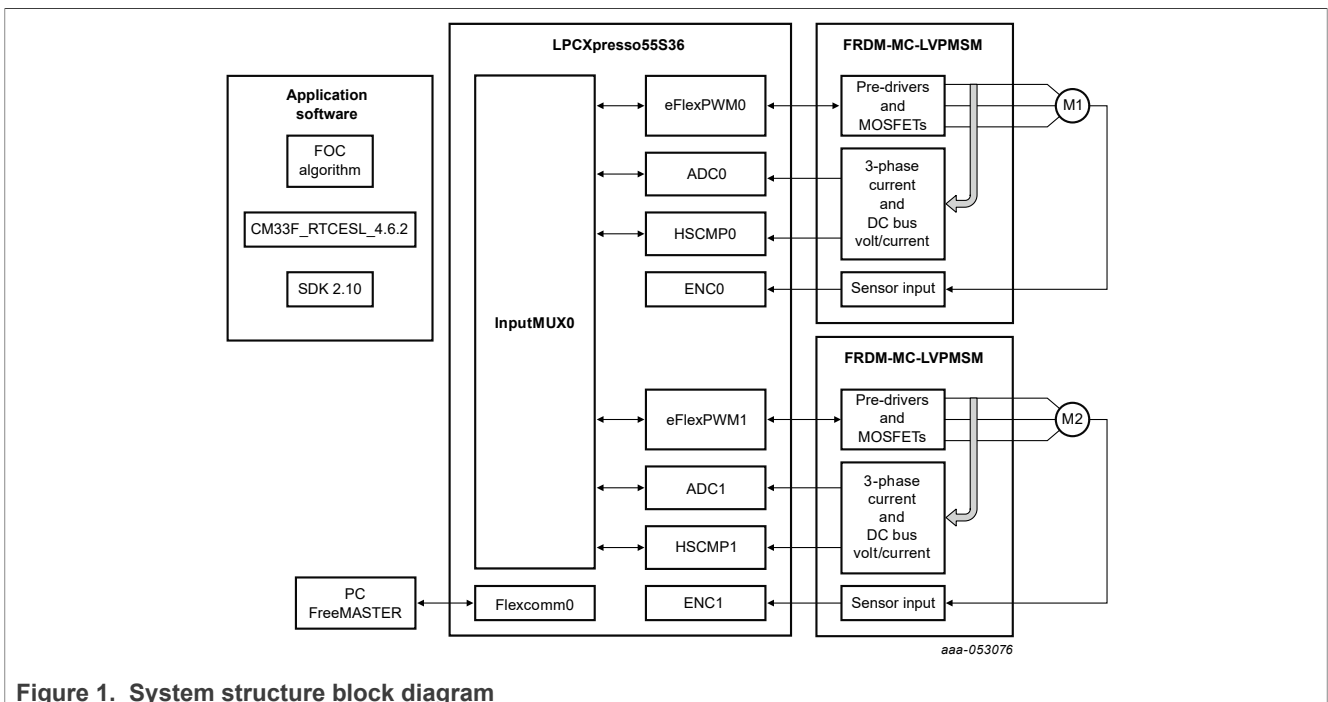 Application
software
FOC
algorithm
CM33F_RTCESL_4.6.2
SDK 2.10
PC
FreeMASTER
LPCXpresso55S36
InputMUX0
eFlexPWM0
ADC0
HSCMP0
ENC0
eFlexPWM1
ADC1
HSCMP1
Flexcomm0
ENC1
FRDM-MC-LVPMSM
Pre-drivers
and
MOSFETs
M1
3-phase
current
and
DC bus
volt/current
Sensor input
FRDM-MC-LVPMSM
Pre-drivers
and
MOSFETs
M2
3-phase
current
and
DC bus
volt/current
Sensor input
aaa-053076
Figure 1. System structure block diagram